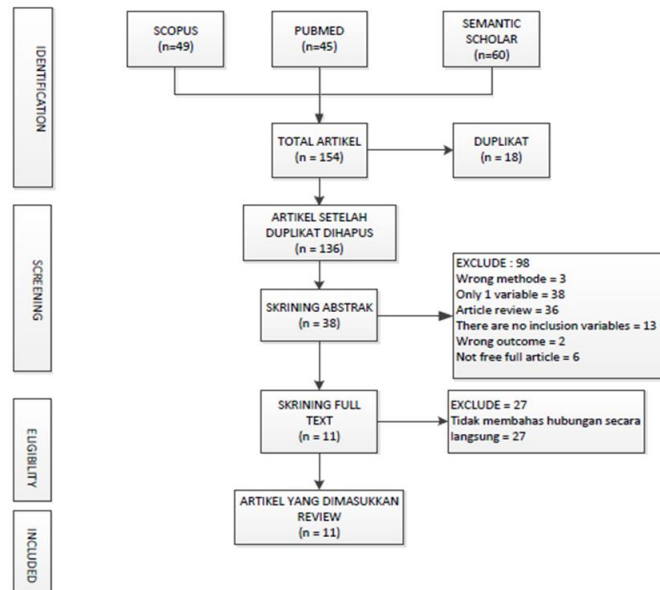 IDENTIFICATION
SCOPUS
(n=49)
PUBMED
(n=45)
SEMANTIC
SCHOLAR
(n=60)
TOTAL ARTIKEL
(n = 154)
DUPLIKAT
(n = 18)
SCREENING
ARTIKEL SETELAH
DUPLIKAT DIHAPUS
(n = 136)
SKRINING ABSTRAK
(n = 38)
EXCLUDE : 98
Wrong methode = 3
Only 1 variable = 38
Article review = 36
There are no inclusion variables = 13
Wrong outcome = 2
Not free full article = 6
ELIGIBILITY
SKRINING FULL
TEXT
(n = 11)
EXCLUDE = 27
Tidak membahas hubungan secara
langsung = 27
INCLUDED
ARTIKEL YANG DIMASUKKAN
REVIEW
(n = 11)